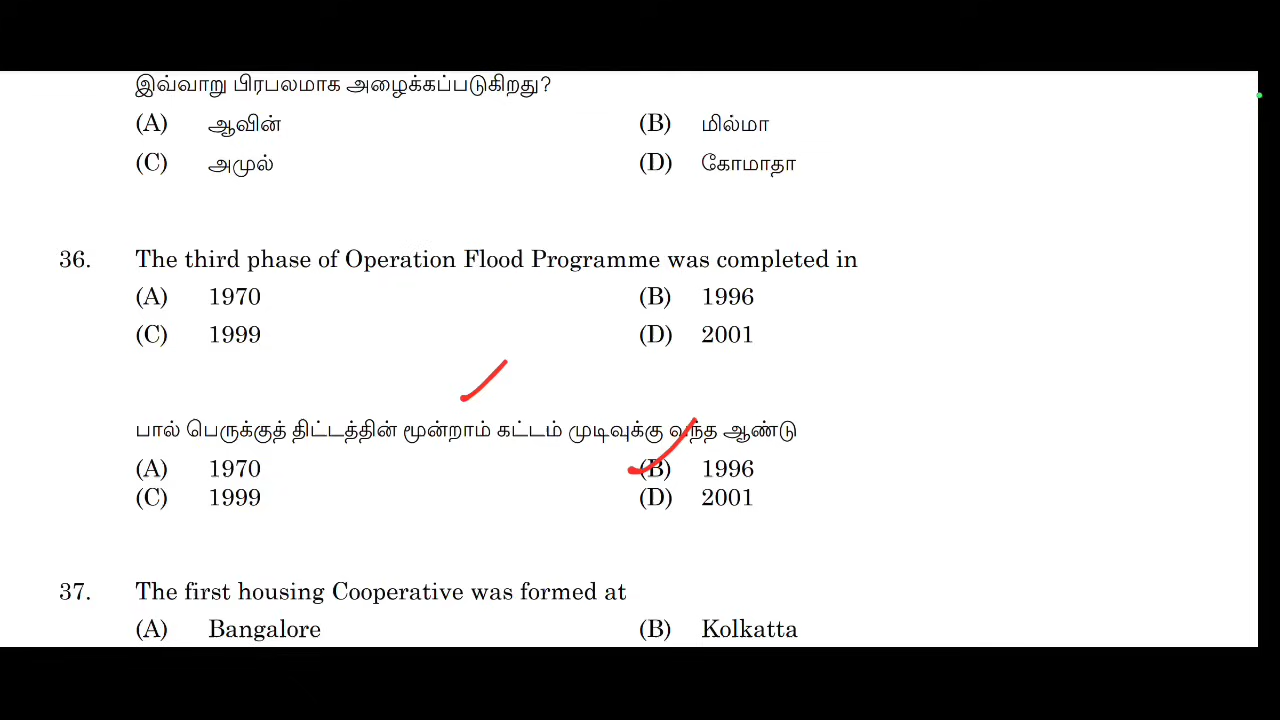 இவ்வாறு பிரபலமாக அழைக்கப்படுகிறது?
(A) ஆவின் (B) மில்மா
(C) அமுல் (D) கோமாதா
36. The third phase of Operation Flood Programme was completed in
(A) 1970 (B) 1996
(C) 1999 (D) 2001
பால் பெருக்குத் திட்டத்தின் மூன்றாம் கட்டம் முடிவுக்கு வந்த ஆண்டு
(A) 1970 (B) 1996
(C) 1999 (D) 2001
37. The first housing Cooperative was formed at
(A) Bangalore (B) Kolkatta